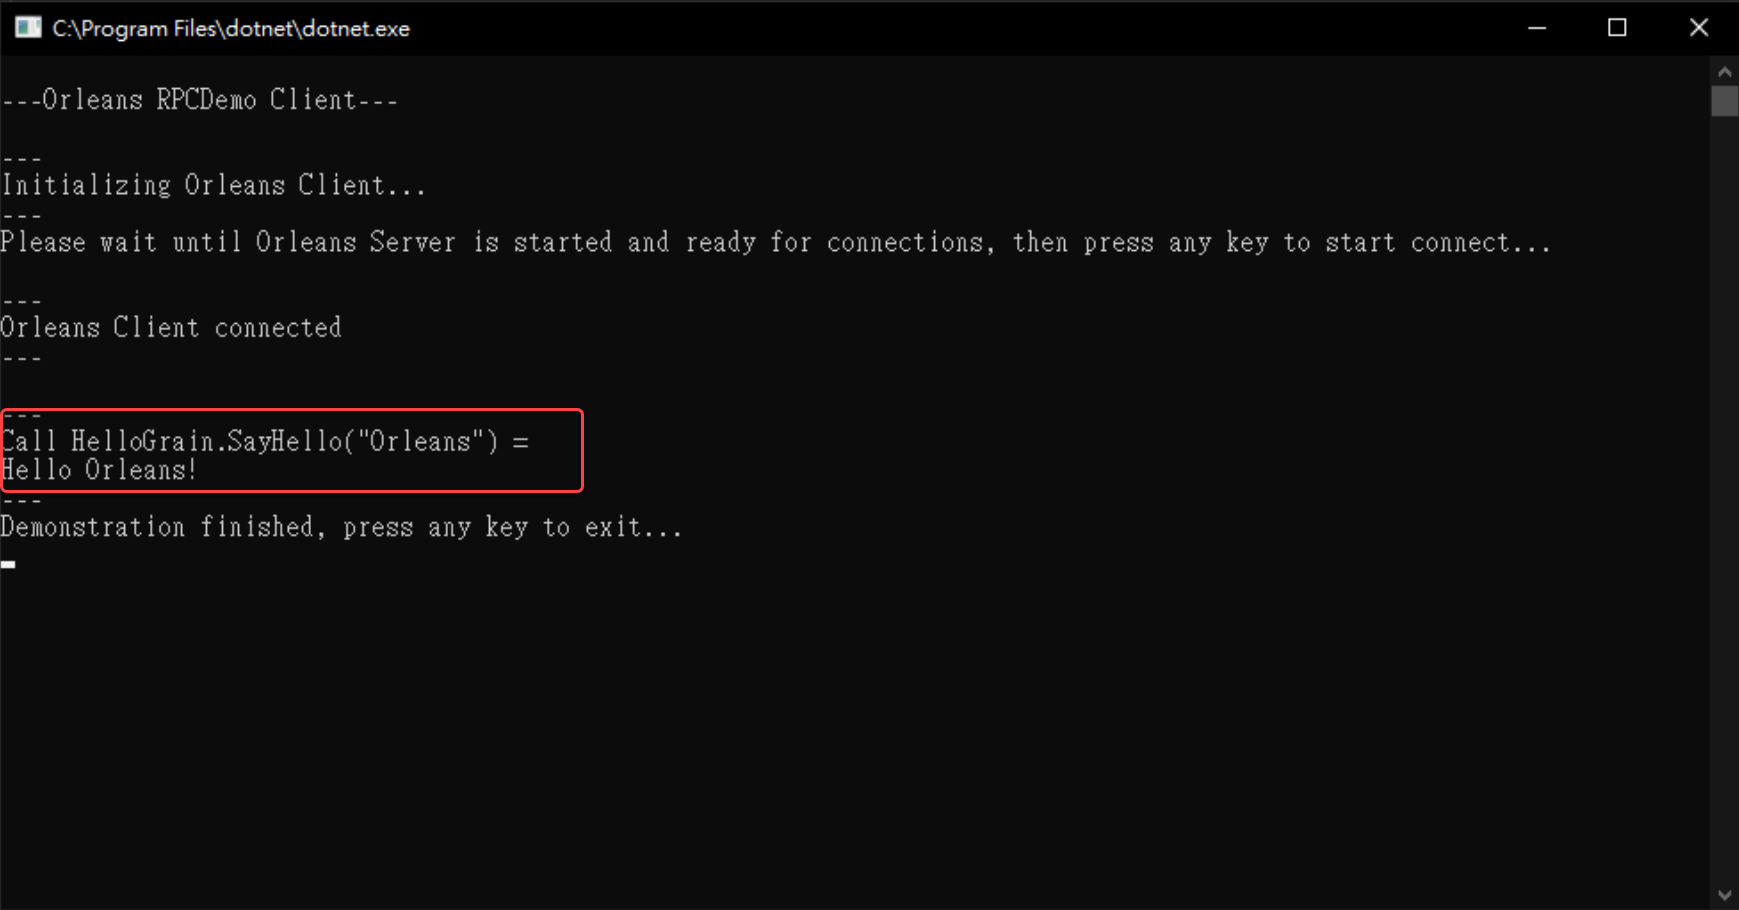 C:\Program Files\dotnet\dotnet.exe
---Orleans RPCDemo Client---
---
Initializing Orleans Client...
---
Please wait until Orleans Server is started and ready for connections, then press any key to start connect...
---
Orleans Client connected
---
---
Call HelloGrain.SayHello("Orleans") =
Hello Orleans!
---
Demonstration finished, press any key to exit...